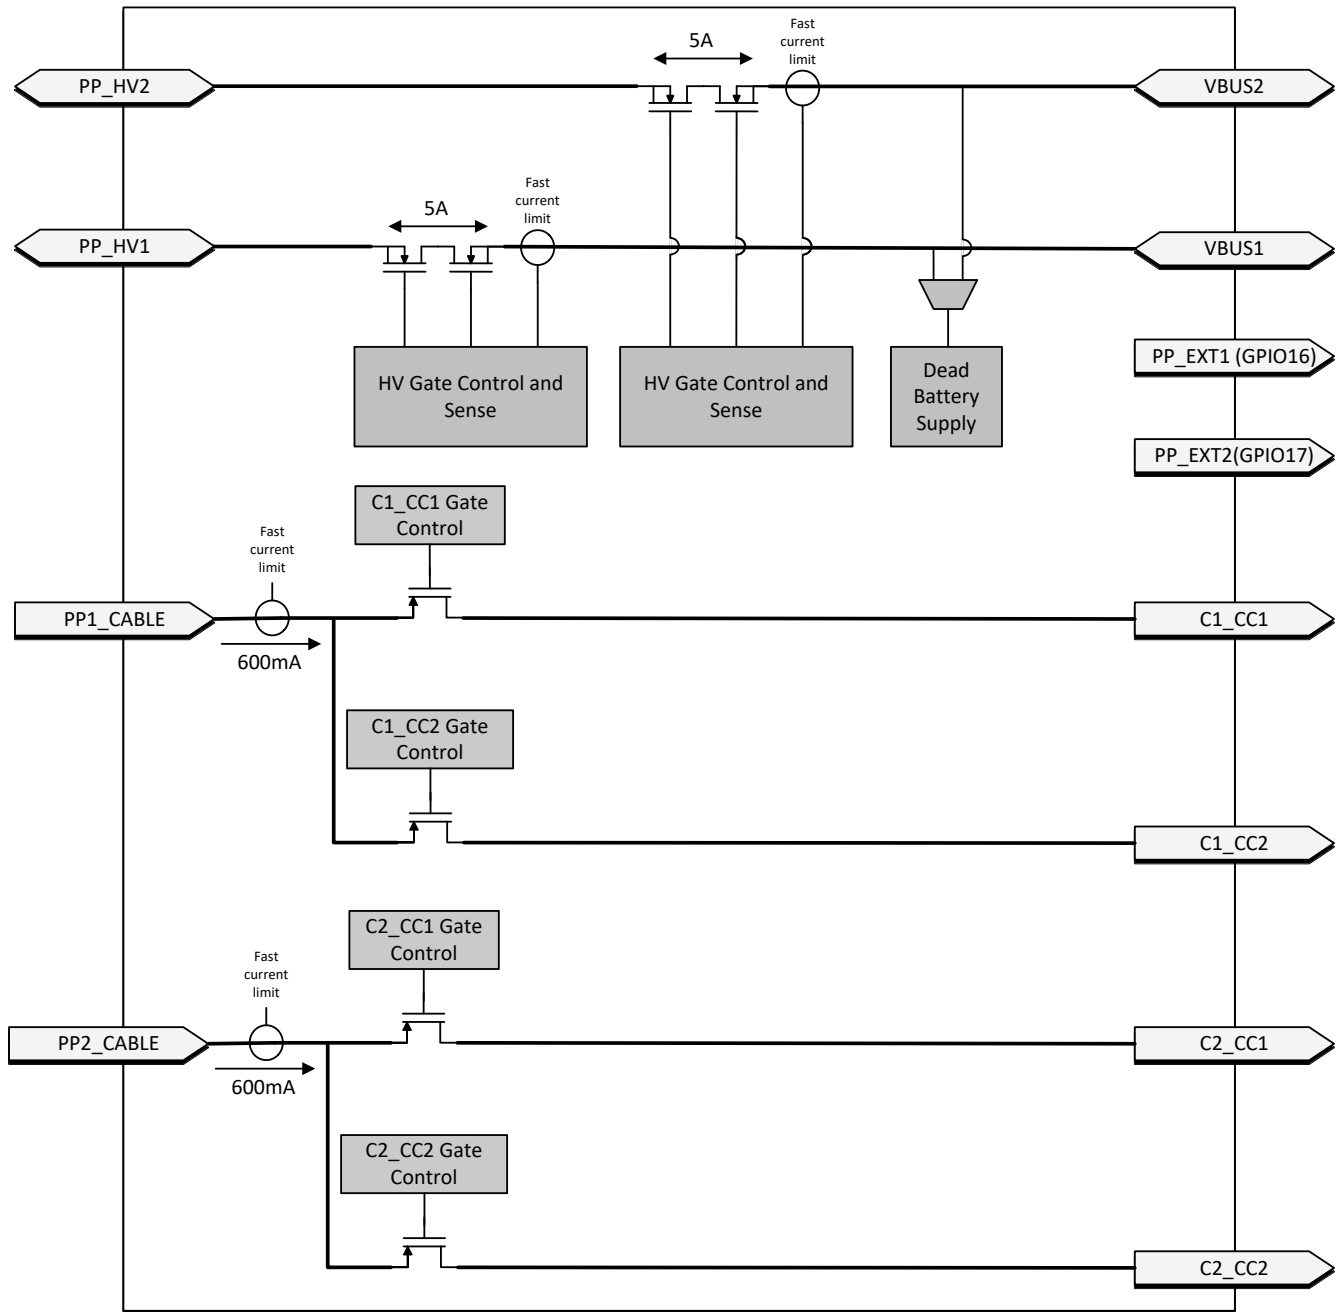 Fast
current
limit
5A
PP_HV2
VBUS2
Fast
current
limit
5A
PP_HV1
VBUS1
PP_EXT1 (GPIO16)
HV Gate Control and
Sense
HV Gate Control and
Sense
Dead
Battery
Supply
PP_EXT2(GPIO17)
C1_CC1 Gate
Control
Fast
current
limit
PP1_CABLE
C1_CC1
600mA
C1_CC2 Gate
Control
C1_CC2
C2_CC1 Gate
Control
Fast
current
limit
PP2_CABLE
C2_CC1
600mA
C2_CC2 Gate
Control
C2_CC2